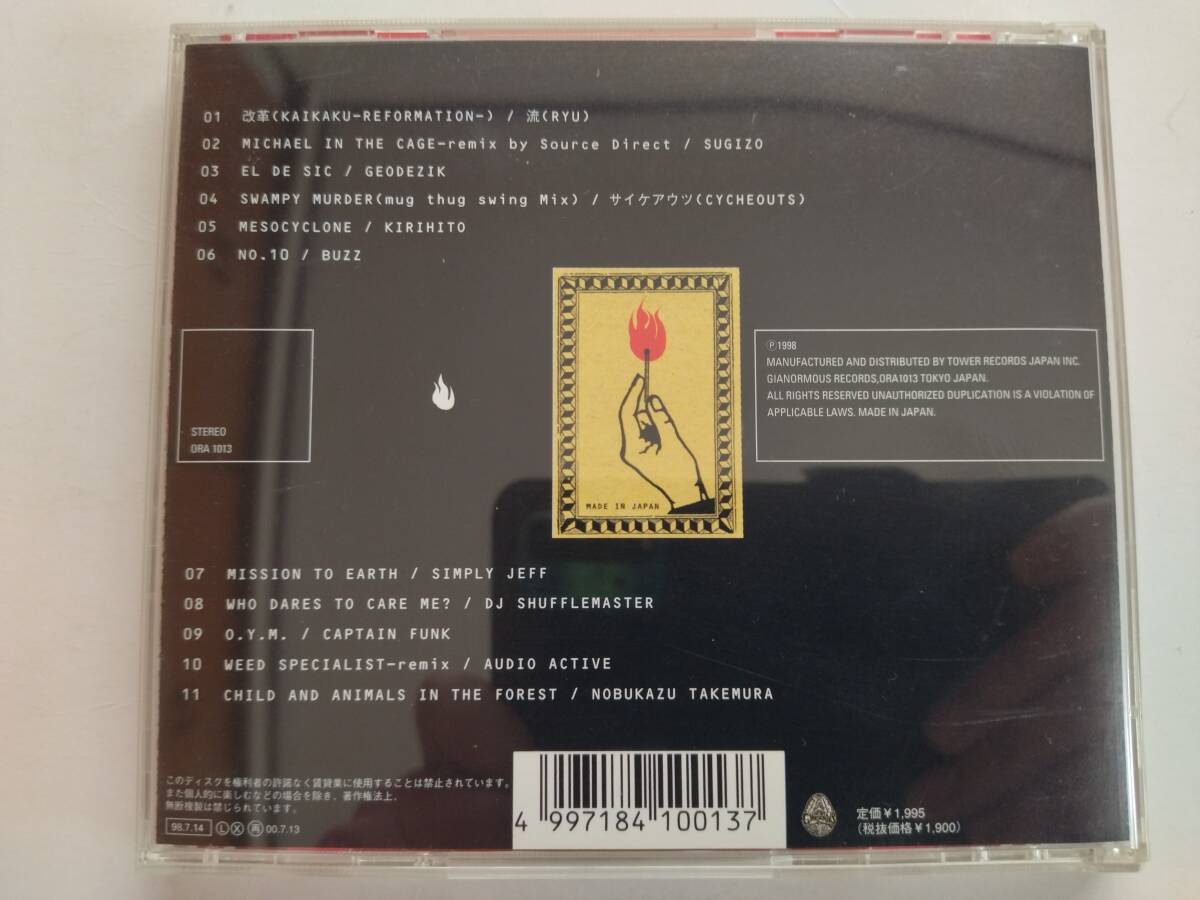 01 改革(KAIKAKU-REFORMATION-) / 流(RYU)
02 MICHAEL IN THE CAGE-remix by Source Direct / SUGIZO
03 EL DE SIC / GEODEZIK
04 SWAMPY MURDER(mug thug swing Mix) / サイケアウツ(CYCHEOUTS)
05 MESOCYCLONE / KIRIHITO
06 NO.10 / BUZZ
STEREO
ORA 1013
MADE IN JAPAN
Ⓟ1998
MANUFACTURED AND DISTRIBUTED BY TOWER RECORDS JAPAN INC.
GIANORMOUS RECORDS,ORA1013 TOKYO JAPAN.
ALL RIGHTS RESERVED UNAUTHORIZED DUPLICATION IS A VIOLATION OF
APPLICABLE LAWS. MADE IN JAPAN.
07 MISSION TO EARTH / SIMPLY JEFF
08 WHO DARES TO CARE ME? / DJ SHUFFLEMASTER
09 O.Y.M. / CAPTAIN FUNK
10 WEED SPECIALIST-remix / AUDIO ACTIVE
11 CHILD AND ANIMALS IN THE FOREST / NOBUKAZU TAKEMURA
このディスクを権利者の許諾なく賃貸業に使用することは禁止されています。
また個人的に楽しむなどの場合を除き、著作権法上、
無断複製は禁じられています。
98.7.14 Ⓛ Ⓧ ㊥ 00.7.13
4 997184 100137
定価¥1,995
(税抜価格¥1,900)